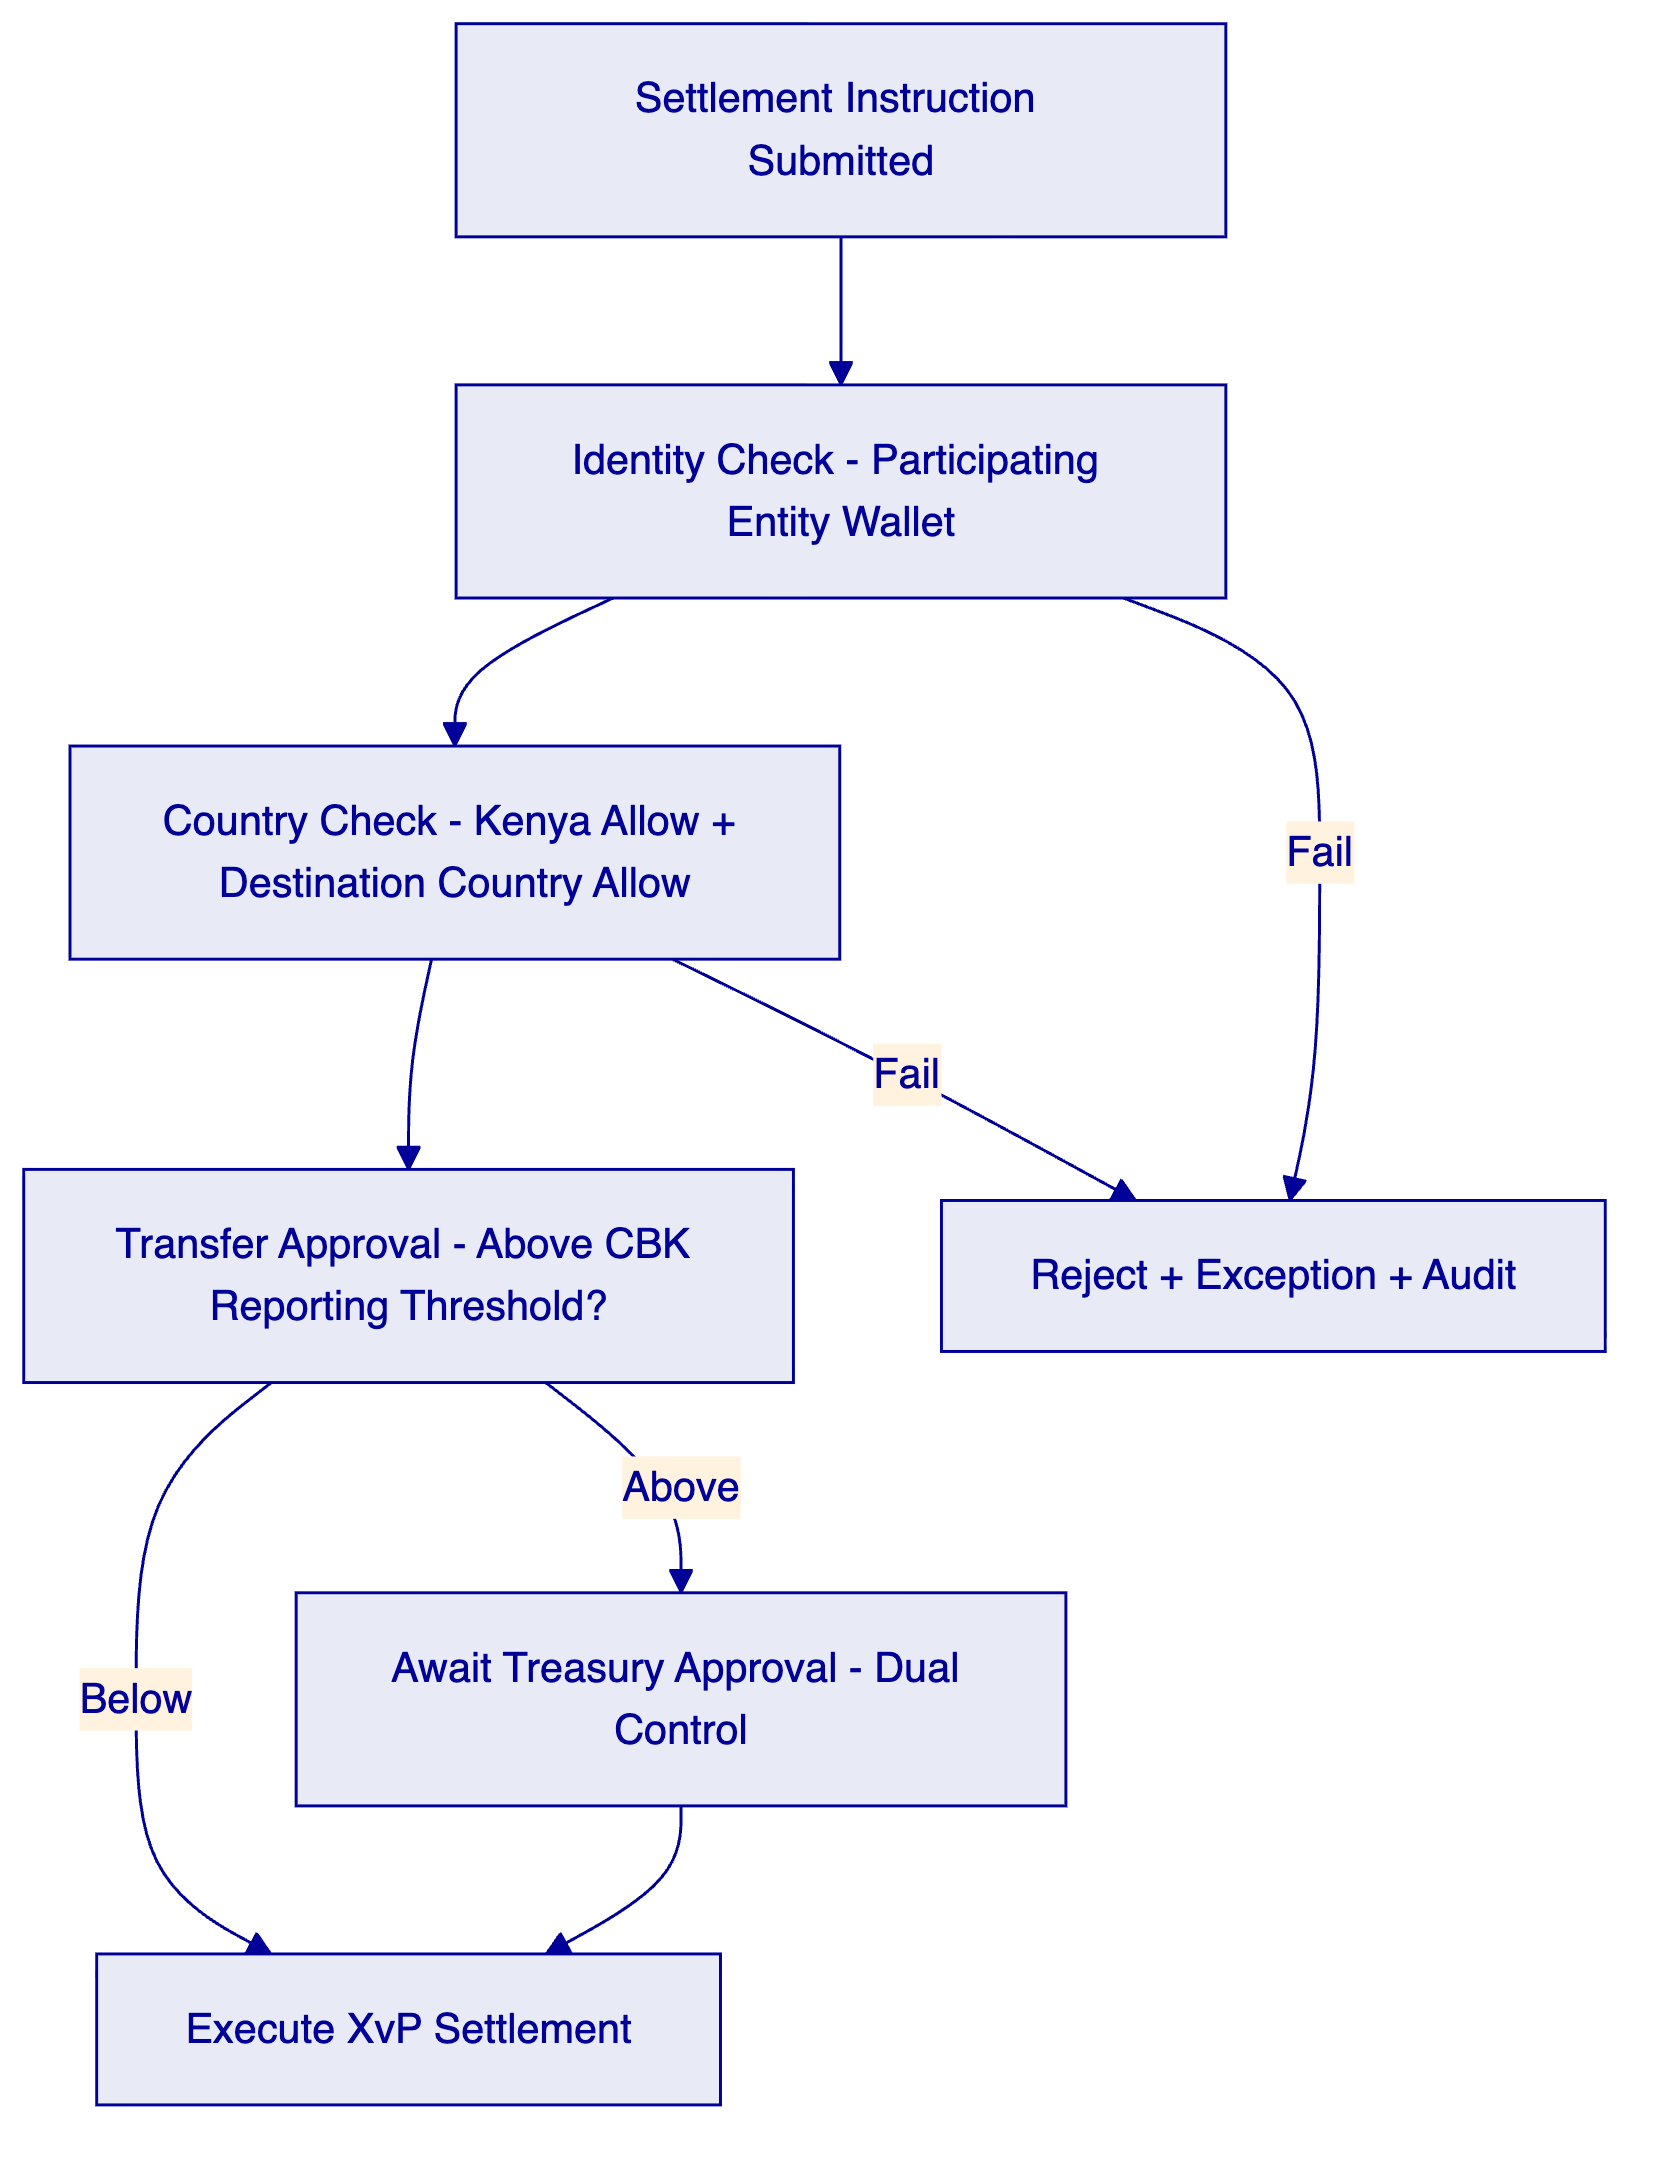 Settlement Instruction
Submitted
Identity Check - Participating
Entity Wallet
Country Check - Kenya Allow +
Destination Country Allow
Fail
Fail
Transfer Approval - Above CBK
Reporting Threshold?
Reject + Exception + Audit
Above
Await Treasury Approval - Dual
Control
Below
Execute XvP Settlement